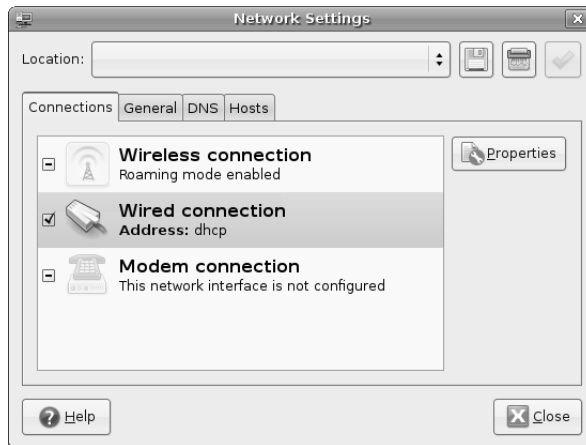 Network Settings
Location:
Connections General DNS Hosts
Wireless connection
Roaming mode enabled
Properties
Wired connection
Address: dhcp
Modem connection
This network interface is not configured
Help
Close